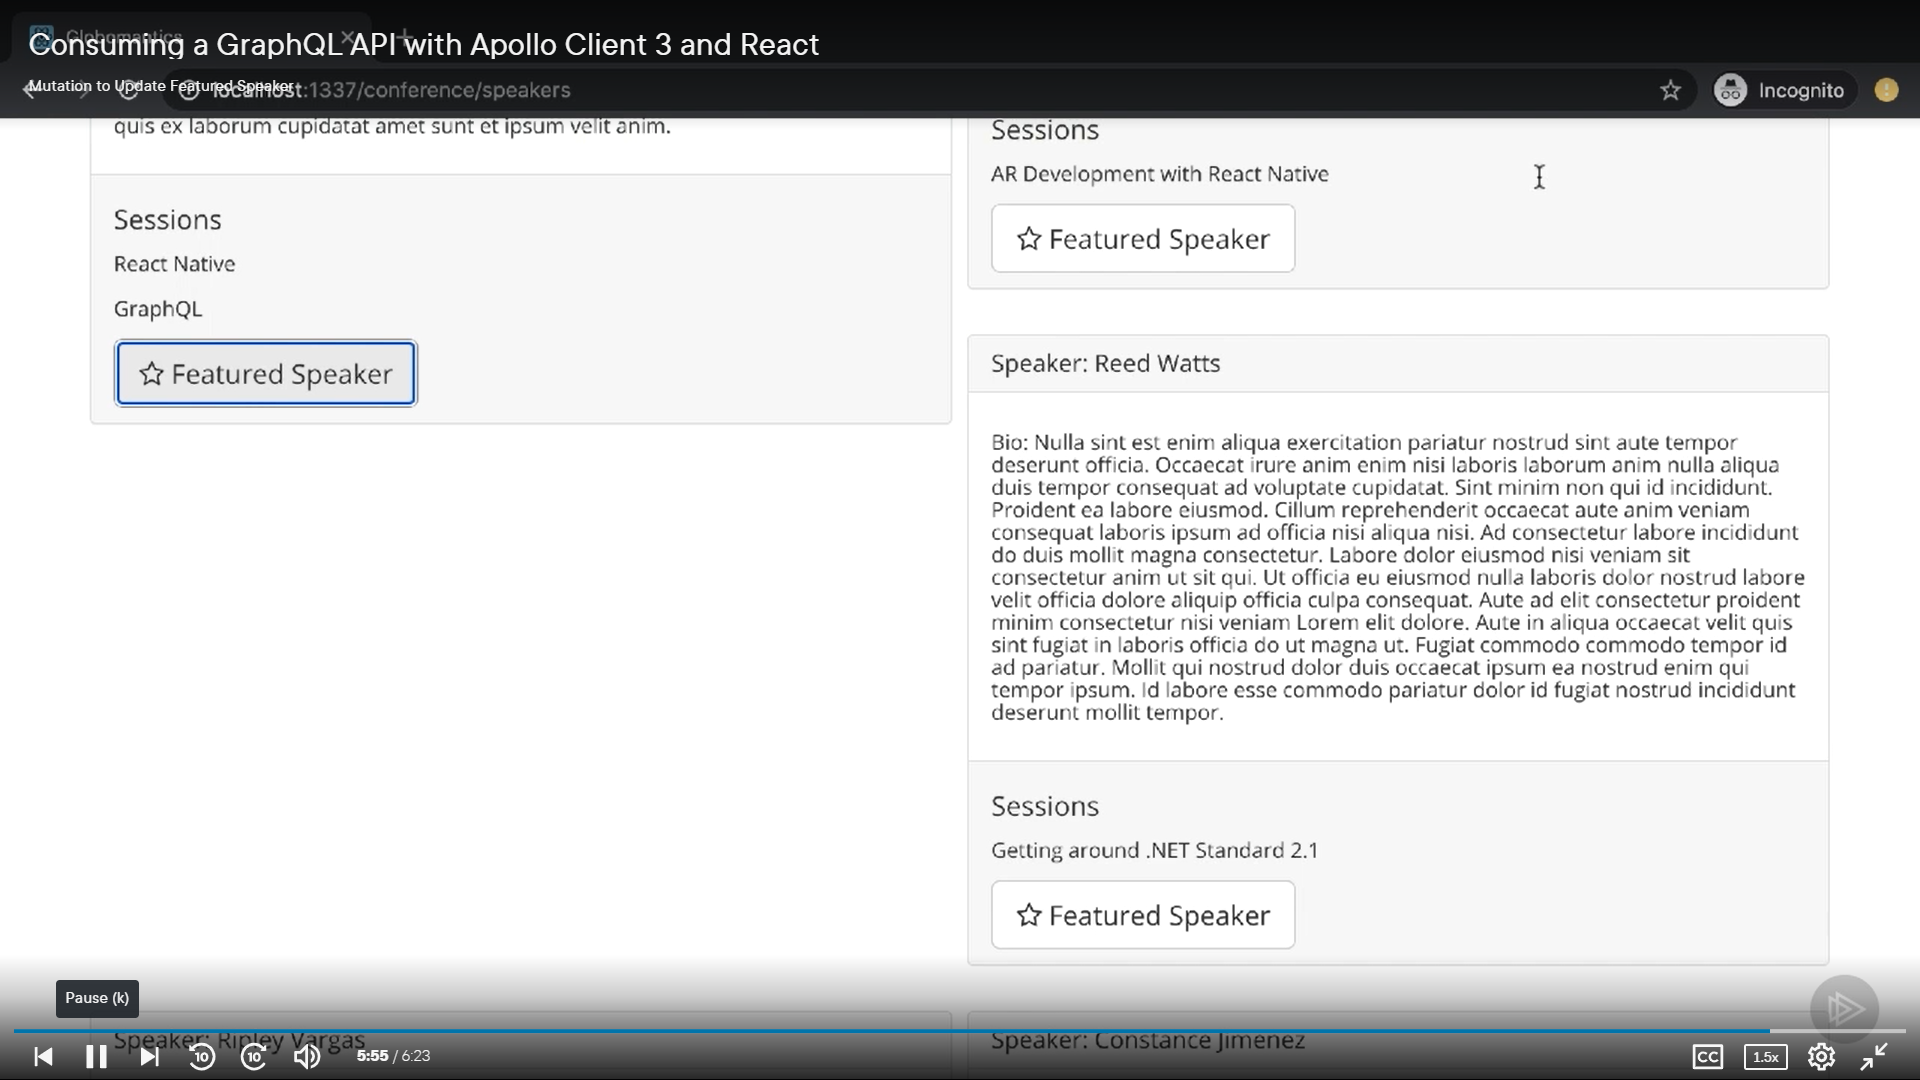 Globomantics
Consuming a GraphQL API with Apollo Client 3 and React
Mutation to Update Featured Speaker
localhost:1337/conference/speakers
Incognito
quis ex laborum cupidatat amet sunt et ipsum velit anim.
Sessions
React Native
GraphQL
Featured Speaker
Sessions
AR Development with React Native
Featured Speaker
Speaker: Reed Watts
Bio: Nulla sint est enim aliqua exercitation pariatur nostrud sint aute tempor
deserunt officia. Occaecat irure anim enim nisi laboris laborum anim nulla aliqua
duis tempor consequat ad voluptate cupidatat. Sint minim non qui id incididunt.
Proident ea labore eiusmod. Cillum reprehenderit occaecat aute anim veniam
consequat laboris ipsum ad officia nisi aliqua nisi. Ad consectetur labore incididunt
do duis mollit magna consectetur. Labore dolor eiusmod nisi veniam sit
consectetur anim ut sit qui. Ut officia eu eiusmod nulla laboris dolor nostrud labore
velit officia dolore aliquip officia culpa consequat. Aute ad elit consectetur proident
minim consectetur nisi veniam Lorem elit dolore. Aute in aliqua occaecat velit quis
sint fugiat in laboris officia do ut magna ut. Fugiat commodo commodo tempor id
ad pariatur. Mollit qui nostrud dolor duis occaecat ipsum ea nostrud enim qui
tempor ipsum. Id labore esse commodo pariatur dolor id fugiat nostrud incididunt
deserunt mollit tempor.
Sessions
Getting around .NET Standard 2.1
Featured Speaker
Pause (k)
Speaker: Ripley Vargas
Speaker: Constance Jimenez
10
10
5:55 / 6:23
CC
1.5x